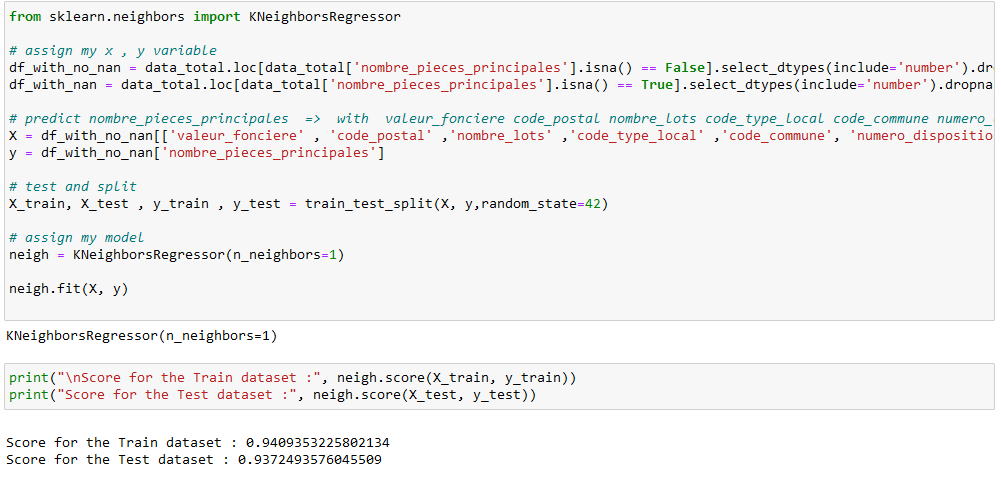 from sklearn.neighbors import KNeighborsRegressor
# assign my x , y variable
df_with_no_nan = data_total.loc[data_total['nombre_pieces_principales'].isna() == False].select_dtypes(include='number').dr
df_with_nan = data_total.loc[data_total['nombre_pieces_principales'].isna() == True].select_dtypes(include='number').dropna
# predict nombre_pieces_principales  =>  with  valeur_fonciere code_postal nombre_lots code_type_local code_commune numero_
X = df_with_no_nan[['valeur_fonciere' , 'code_postal' ,'nombre_lots' ,'code_type_local' ,'code_commune', 'numero_dispositio
y = df_with_no_nan['nombre_pieces_principales']
# test and split
X_train, X_test , y_train , y_test = train_test_split(X, y,random_state=42)
# assign my model
neigh = KNeighborsRegressor(n_neighbors=1)
neigh.fit(X, y)
KNeighborsRegressor(n_neighbors=1)
print("\nScore for the Train dataset :", neigh.score(X_train, y_train))
print("Score for the Test dataset :", neigh.score(X_test, y_test))
Score for the Train dataset : 0.9409353225802134
Score for the Test dataset : 0.9372493576045509